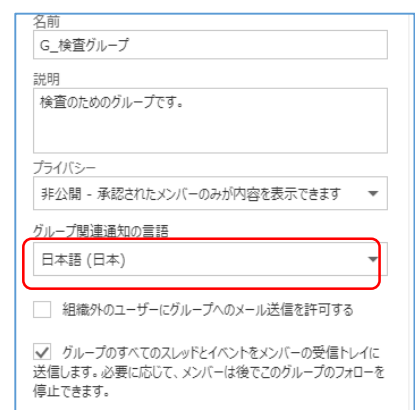 名前
G_検査グループ
説明
検査のためのグループです。
プライバシー
非公開 - 承認されたメンバーのみが内容を表示できます
グループ関連通知の言語
日本語 (日本)
組織外のユーザーにグループへのメール送信を許可する
グループのすべてのスレッドとイベントをメンバーの受信トレイに
送信します。必要に応じて、メンバーは後でこのグループのフォローを
停止できます。